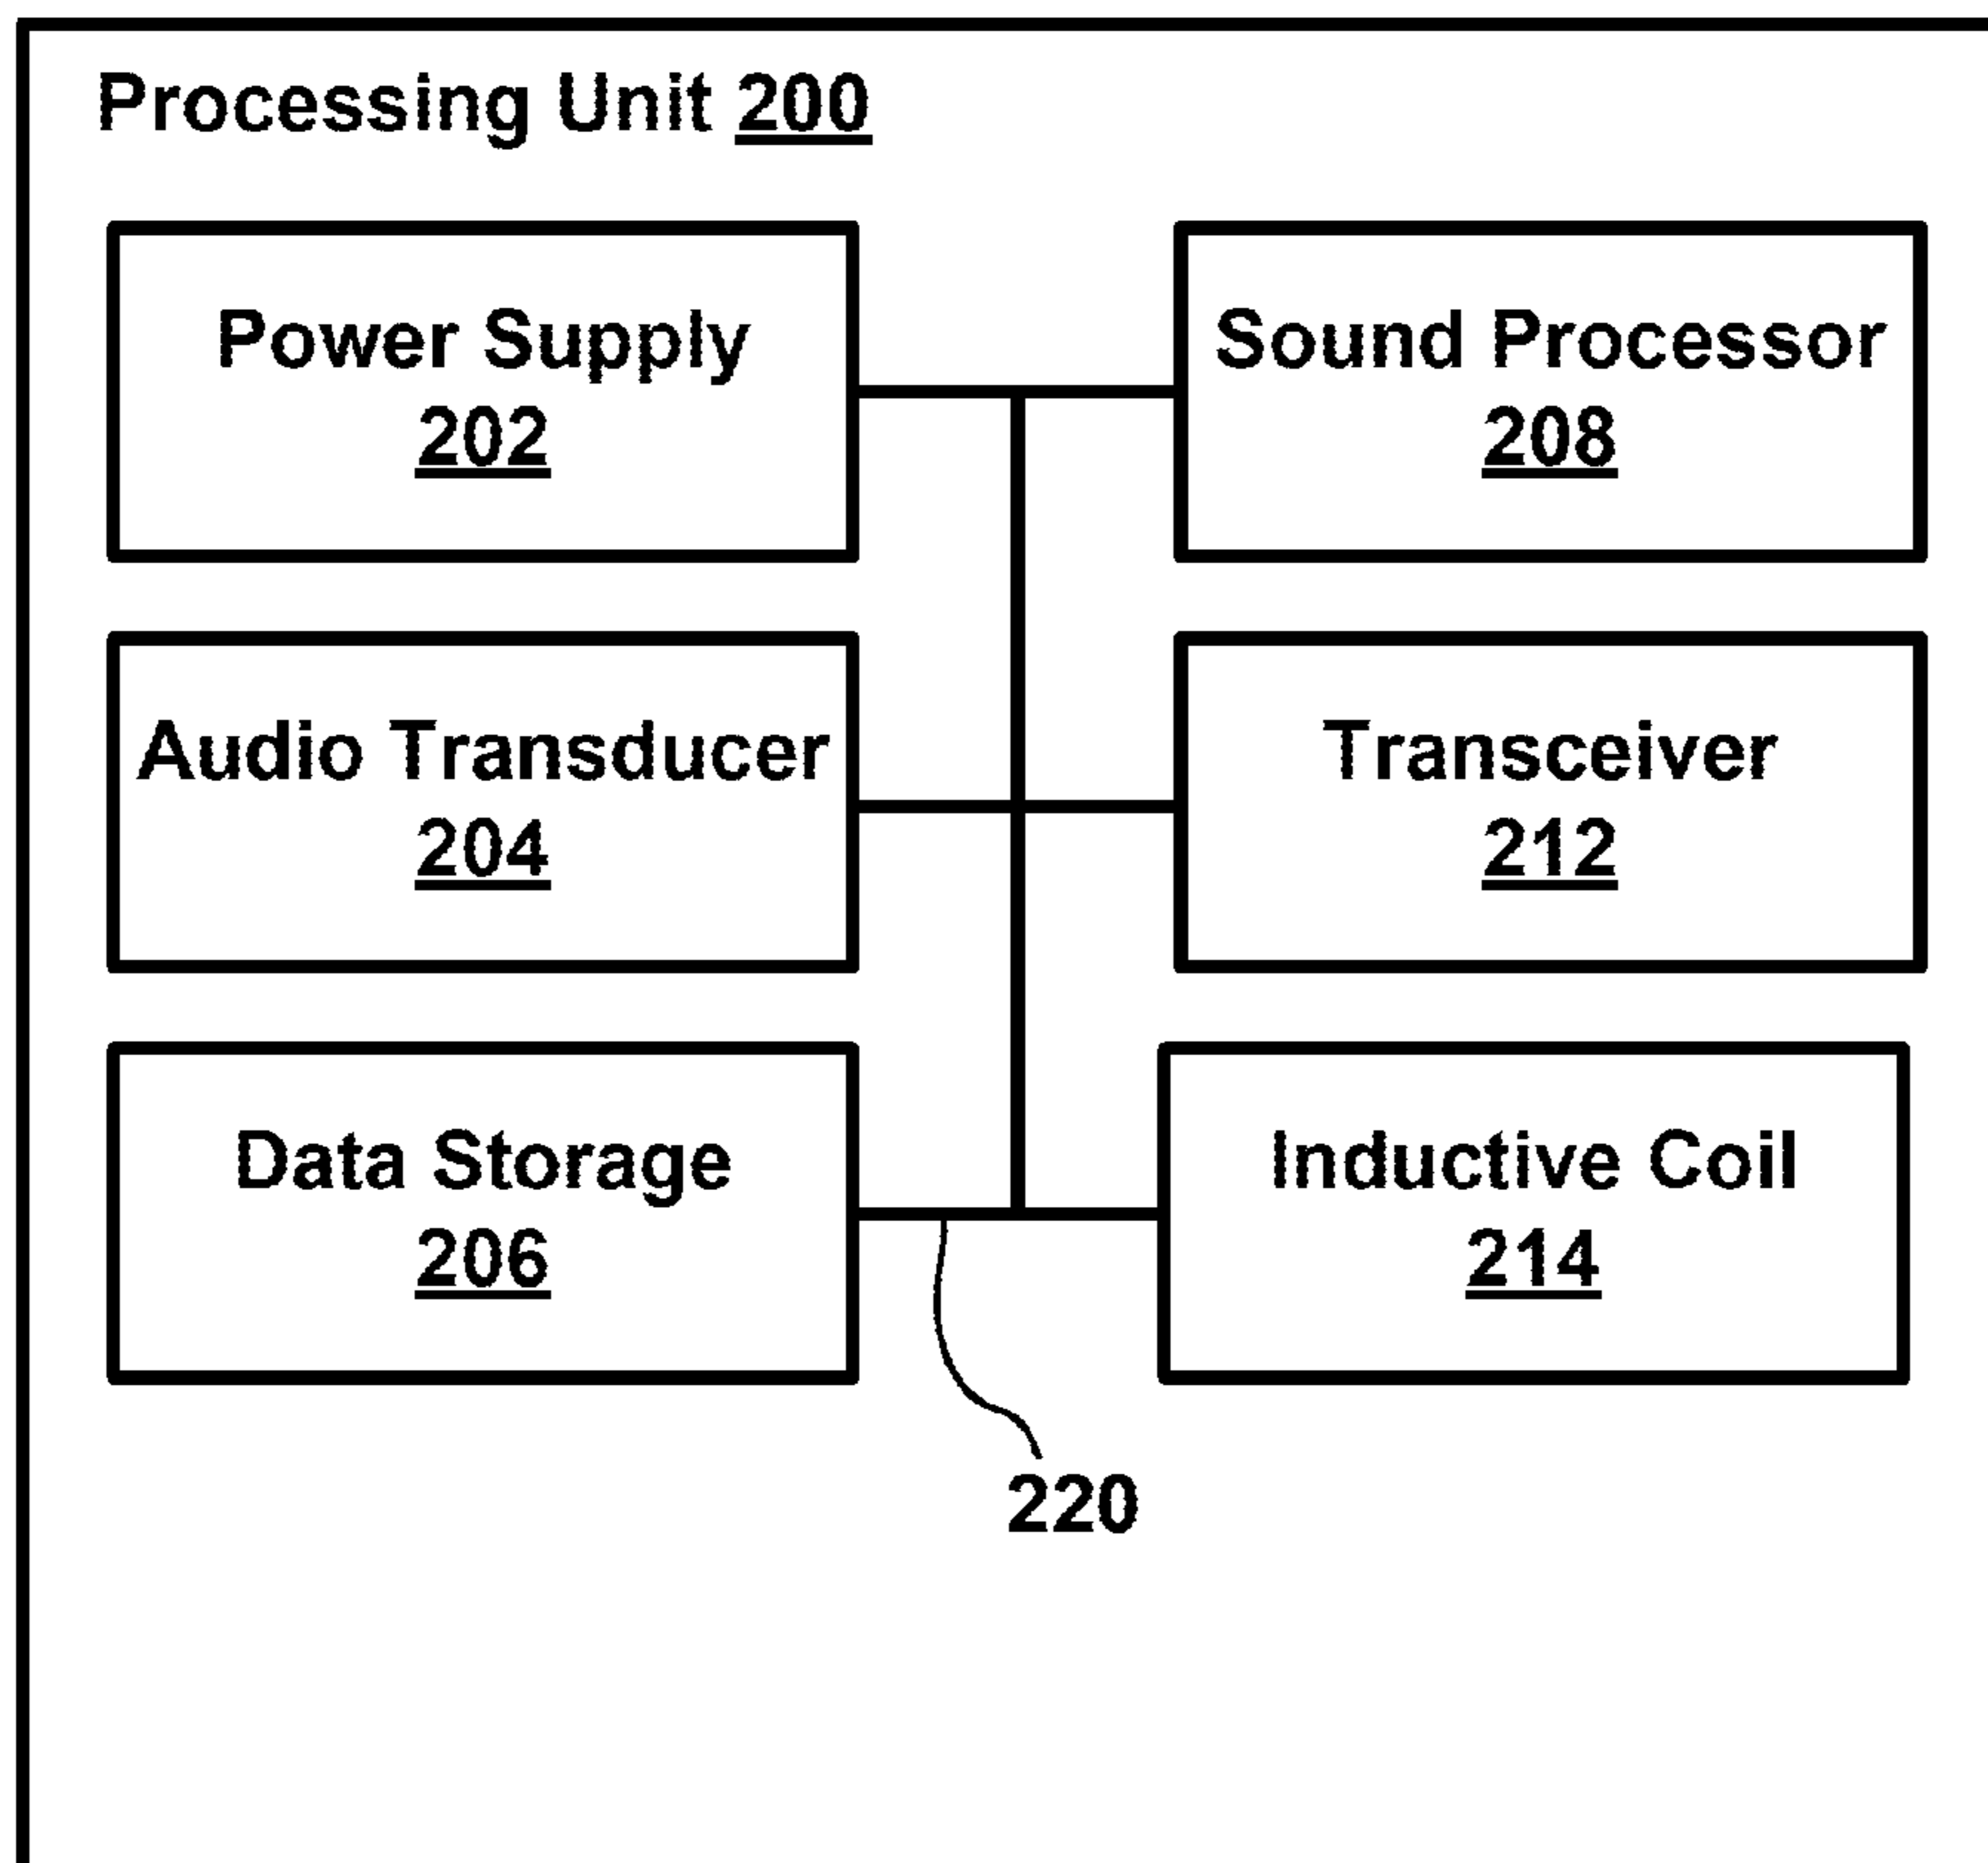 Processing Unit 200
Power Supply
202
Sound Processor
208
Audio Transducer
204
Transceiver
212
Data Storage
206
Inductive Coil
214
220